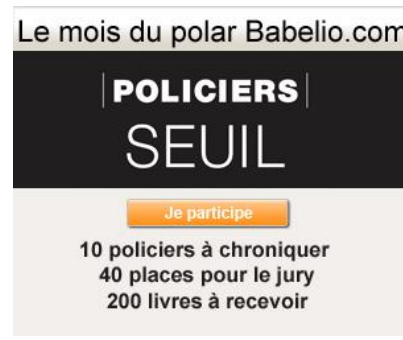 Le mois du polar Babelio.com
POLICIERS
SEUIL
Je participe
10 policiers à chroniquer
40 places pour le jury
200 livres à recevoir